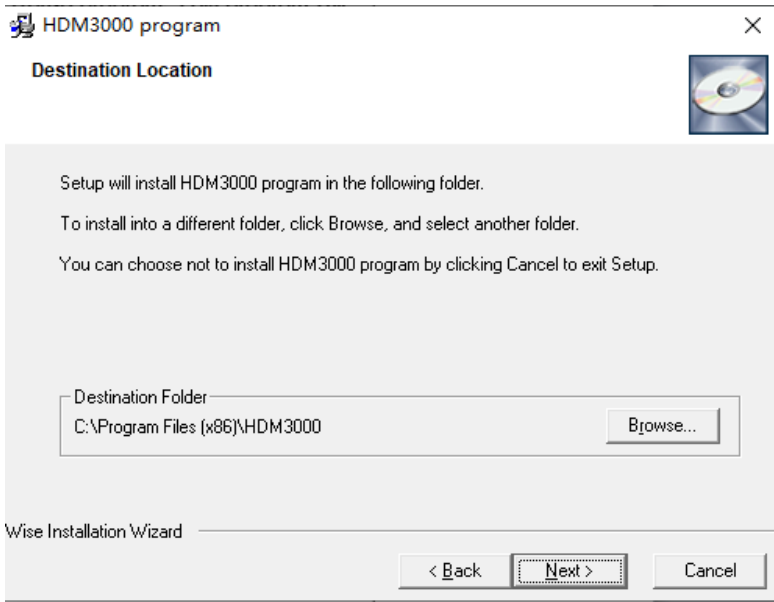 HDM3000 program
Destination Location
Setup will install HDM3000 program in the following folder.
To install into a different folder, click Browse, and select another folder.
You can choose not to install HDM3000 program by clicking Cancel to exit Setup.
Destination Folder
C:\Program Files (x86)\HDM3000
Browse...
Wise Installation Wizard
< Back
Next >
Cancel